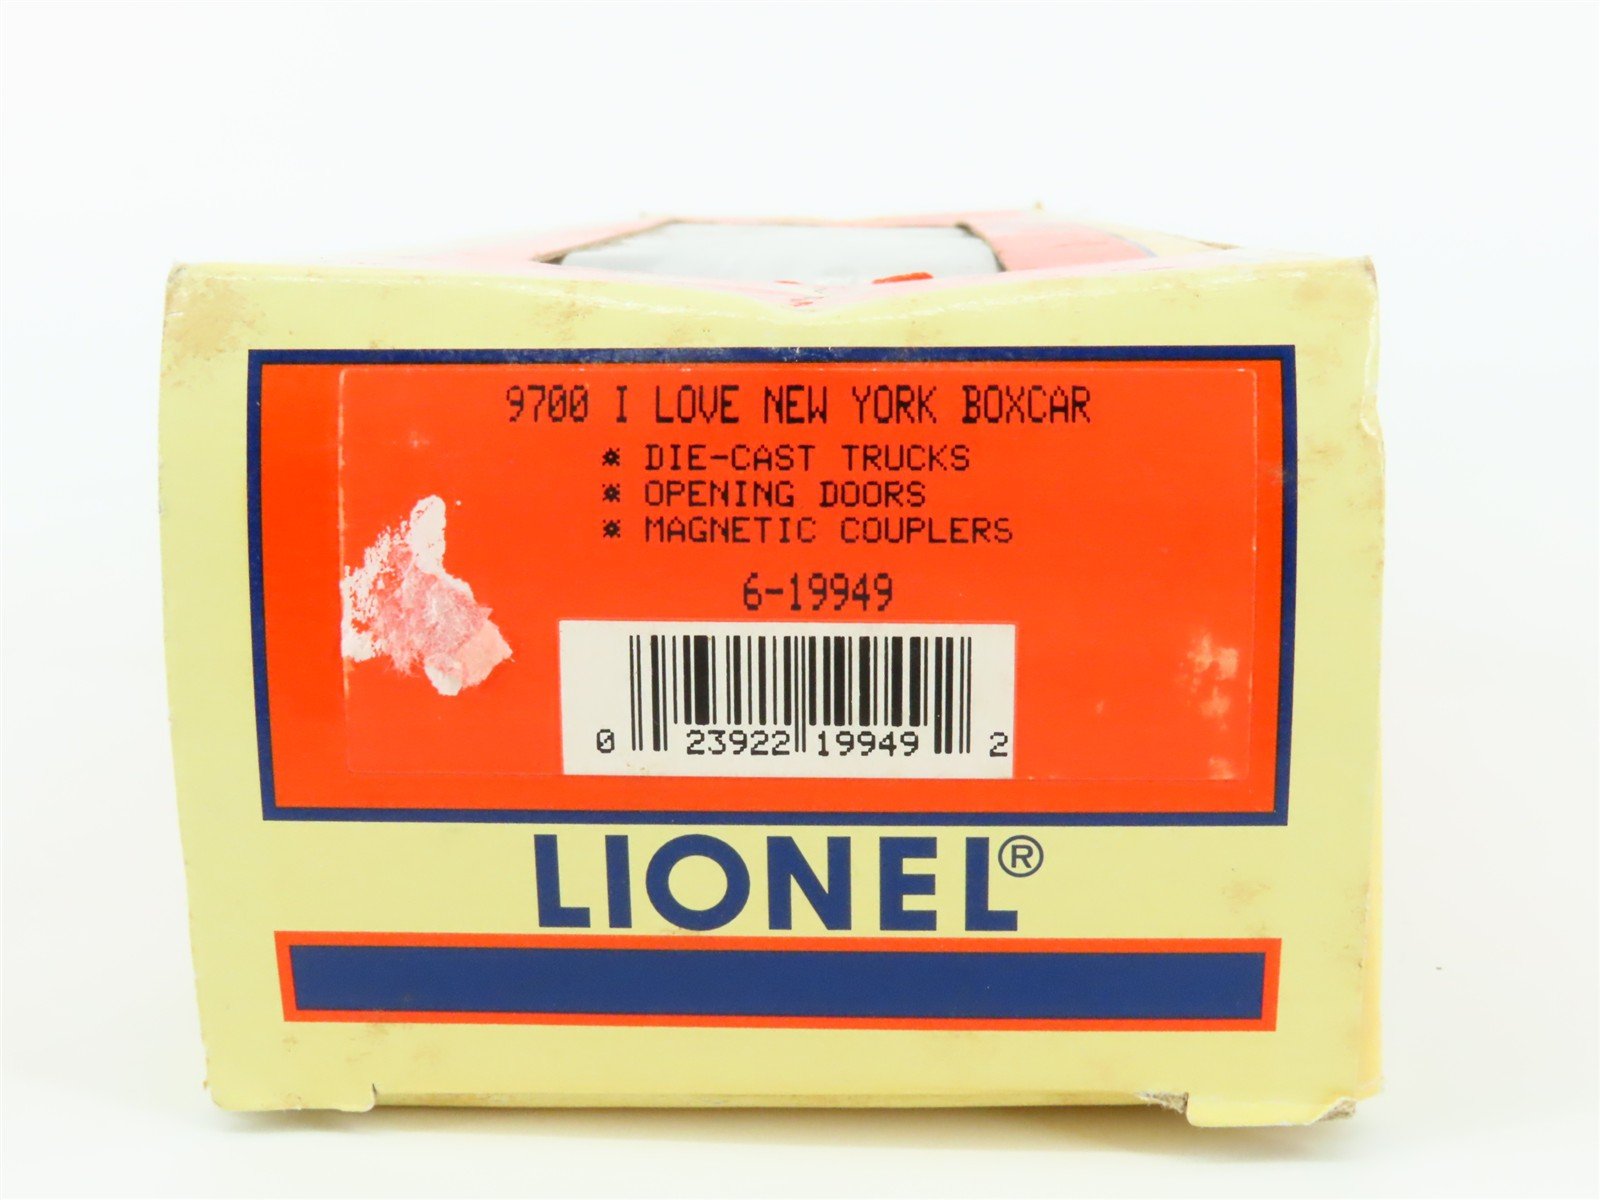 9700 I LOVE NEW YORK BOXCAR
* DIE-CAST TRUCKS
* OPENING DOORS
* MAGNETIC COUPLERS
6-19949
0 23922 19949 2
LIONEL®